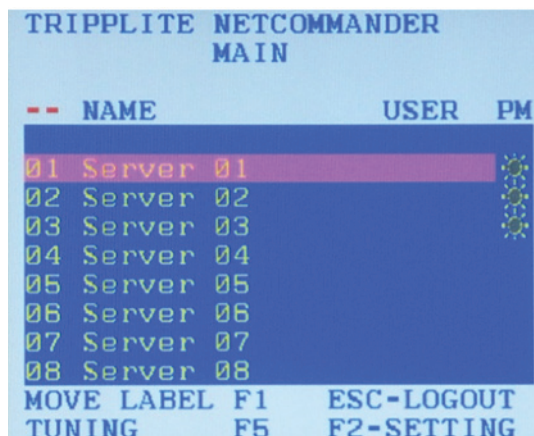 TRIPPLITE NETCOMMANDER
MAIN
-- NAME USER PM
01 Server 01
02 Server 02
03 Server 03
04 Server 04
05 Server 05
06 Server 06
07 Server 07
08 Server 08
MOVE LABEL F1 ESC-LOGOUT
TUNING F5 F2-SETTING